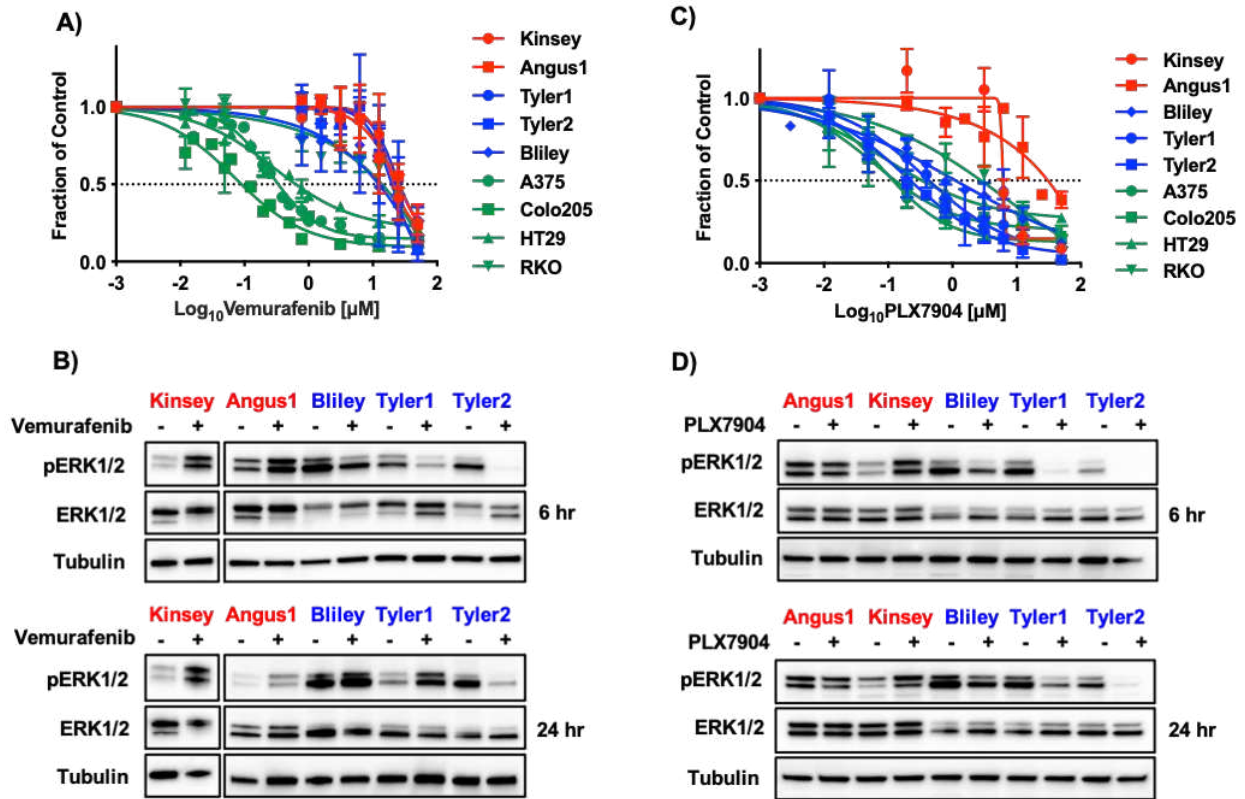 A)
Fraction of Control
1.0
0.5
0.0
-3 -2 -1 0 1 2
Log10Vemurafenib [µM]
Kinsey
Angus1
Tyler1
Tyler2
Bliley
A375
Colo205
HT29
RKO
C)
Fraction of Control
1.0
0.5
0.0
-3 -2 -1 0 1 2
Log10PLX7904 [µM]
Kinsey
Angus1
Bliley
Tyler1
Tyler2
A375
Colo205
HT29
RKO
B)
Kinsey Angus1 Bliley Tyler1 Tyler2
Vemurafenib - + - + - + - + - +
pERK1/2
ERK1/2
6 hr
Tubulin
Kinsey Angus1 Bliley Tyler1 Tyler2
Vemurafenib - + - + - + - + - +
pERK1/2
ERK1/2
24 hr
Tubulin
D)
Angus1 Kinsey Bliley Tyler1 Tyler2
PLX7904 - + - + - + - + - +
pERK1/2
ERK1/2
6 hr
Tubulin
Angus1 Kinsey Bliley Tyler1 Tyler2
PLX7904 - + - + - + - + - +
pERK1/2
ERK1/2
24 hr
Tubulin